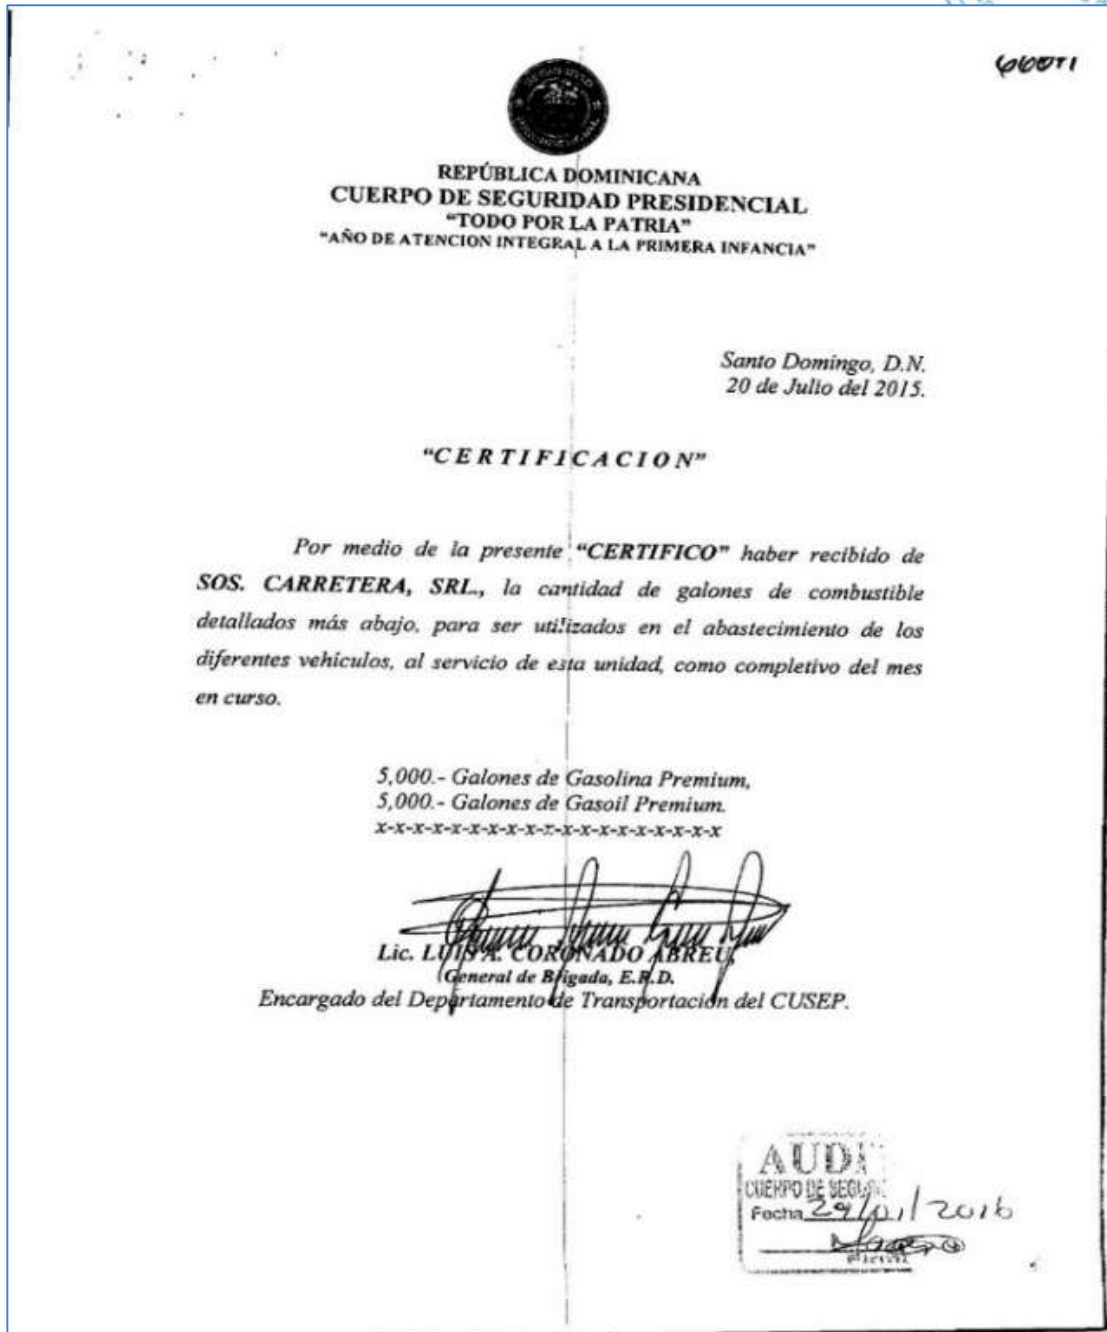 REPÚBLICA DOMINICANA
CUERPO DE SEGURIDAD PRESIDENCIAL
"TODO POR LA PATRIA"
"AÑO DE ATENCION INTEGRAL A LA PRIMERA INFANCIA"
Santo Domingo, D.N.
20 de Julio del 2015.
"CERTIFICACION"
Por medio de la presente "CERTIFICO" haber recibido de
SOS. CARRETERA, SRL., la cantidad de galones de combustible
detallados más abajo, para ser utilizados en el abastecimiento de los
diferentes vehículos, al servicio de esta unidad, como completivo del mes
en curso.
5,000.- Galones de Gasolina Premium,
5,000.- Galones de Gasoil Premium.
x-x-x-x-x-x-x-x-x-x-x-x-x-x-x-x-x-x-x
Lic. LUIS A. CORONADO ABREU,
General de Brigada, E.R.D.
Encargado del Departamento de Transportación del CUSEP.
AUDI
CUERPO DE SEGU
Fecha 29/01/2016